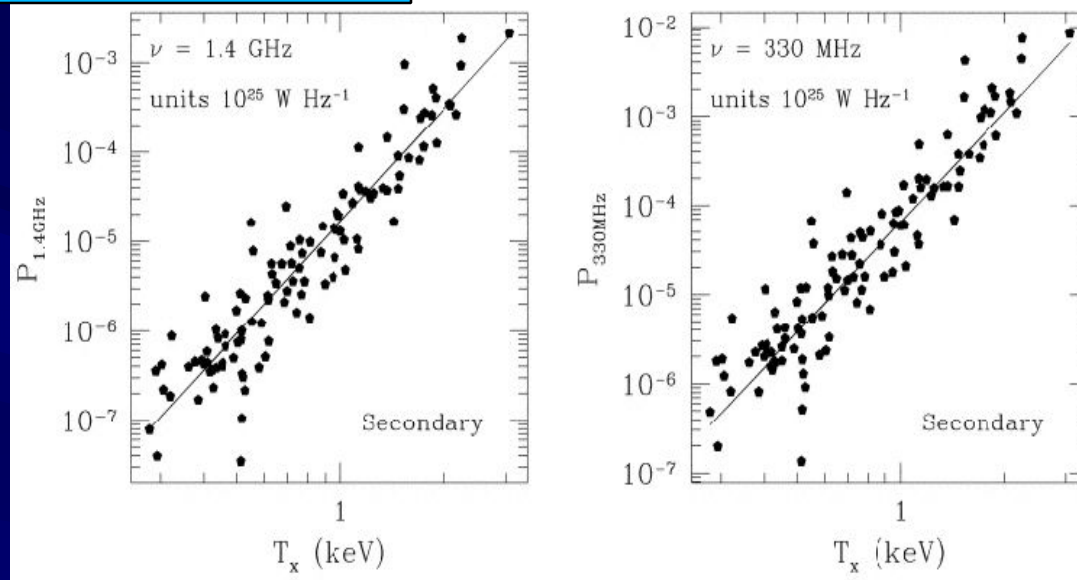 ν = 1.4 GHz
units 10²⁵ W Hz⁻¹
10⁻³
10⁻⁴
10⁻⁵
10⁻⁶
10⁻⁷
P₁.₄GHz
Secondary
1
Tₓ (keV)
ν = 330 MHz
units 10²⁵ W Hz⁻¹
10⁻²
10⁻³
10⁻⁴
10⁻⁵
10⁻⁶
10⁻⁷
P₃₃₀MHz
Secondary
1
Tₓ (keV)